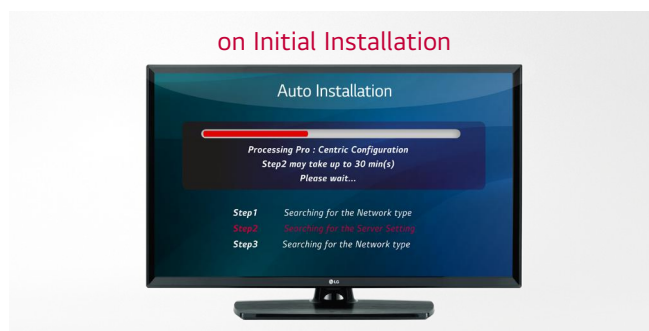 on Initial Installation
Auto Installation
Processing Pro : Centric Configuration
Step2 may take up to 30 min(s)
Please wait...
Step1 Searching for the Network type
Step2 Searching for the Server Setting
Step3 Searching for the Network type
LG